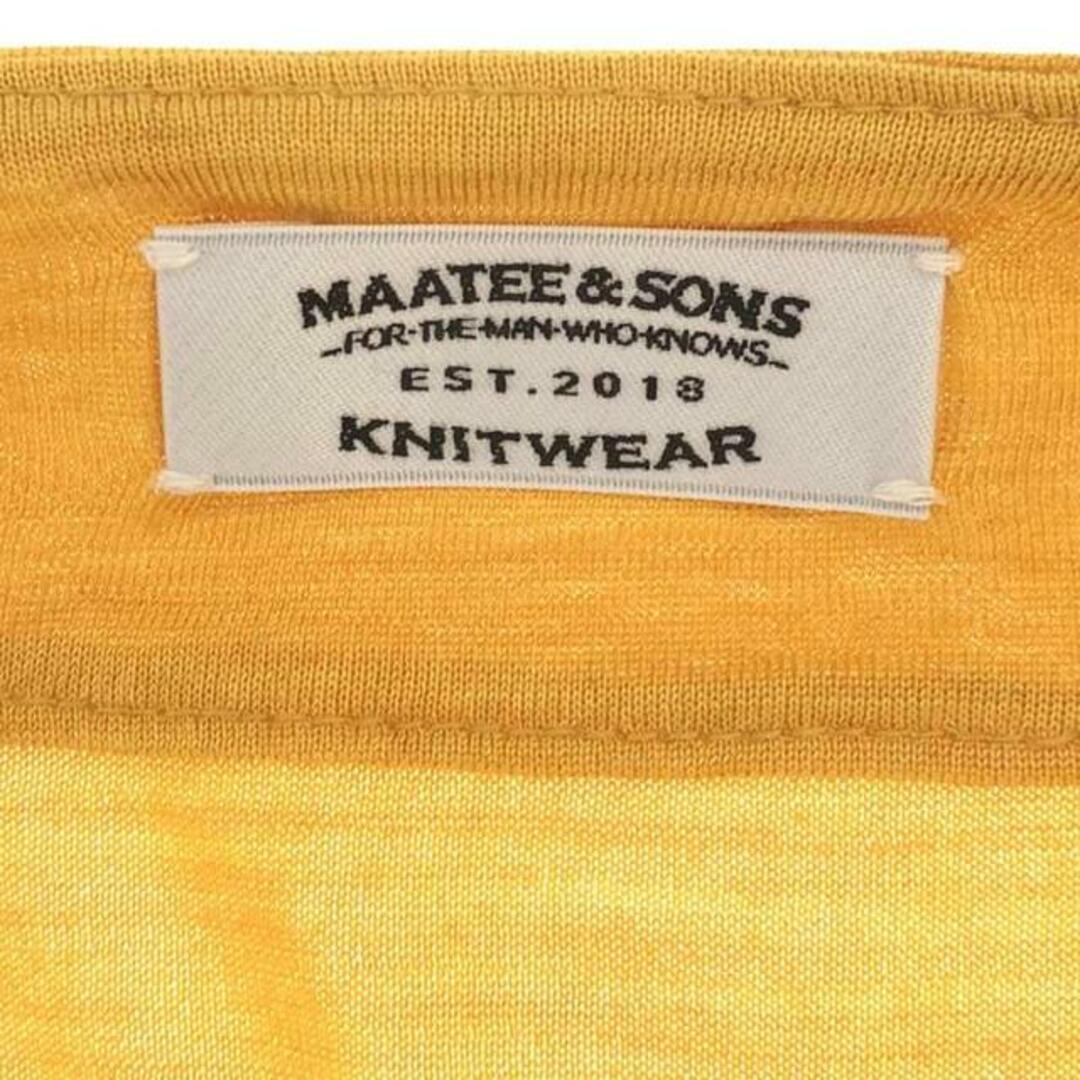 MAATEE & SONS
-FOR-THE-MAN-WHO-KNOWS-
EST. 2018
KNITWEAR